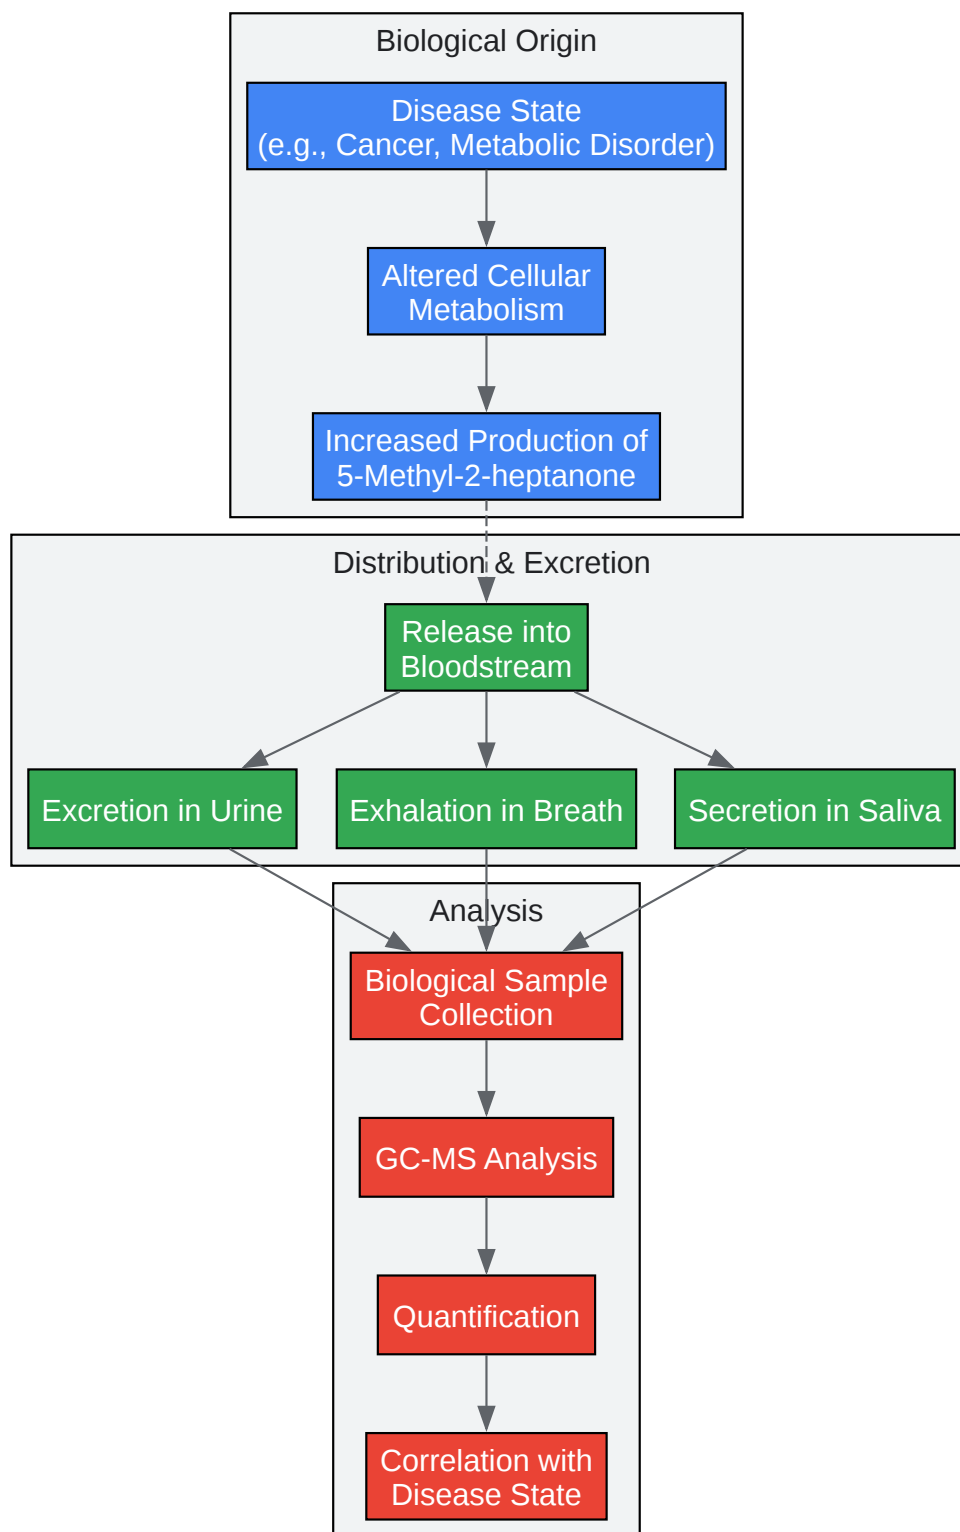 Biological Origin
Disease State
(e.g., Cancer, Metabolic Disorder)
Altered Cellular
Metabolism
Increased Production of
5-Methyl-2-heptanone
Distribution & Excretion
Release into
Bloodstream
Excretion in Urine
Exhalation in Breath
Secretion in Saliva
Analysis
Biological Sample
Collection
GC-MS Analysis
Quantification
Correlation with
Disease State